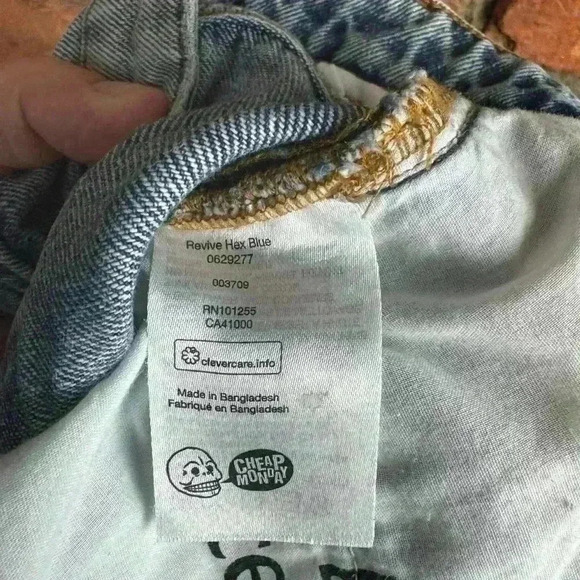 Revive Hex Blue
0629277
003709
RN101255
CA41000
clevercare.info
Made in Bangladesh
Fabriqué en Bangladesh
CHEAP
MONDAY